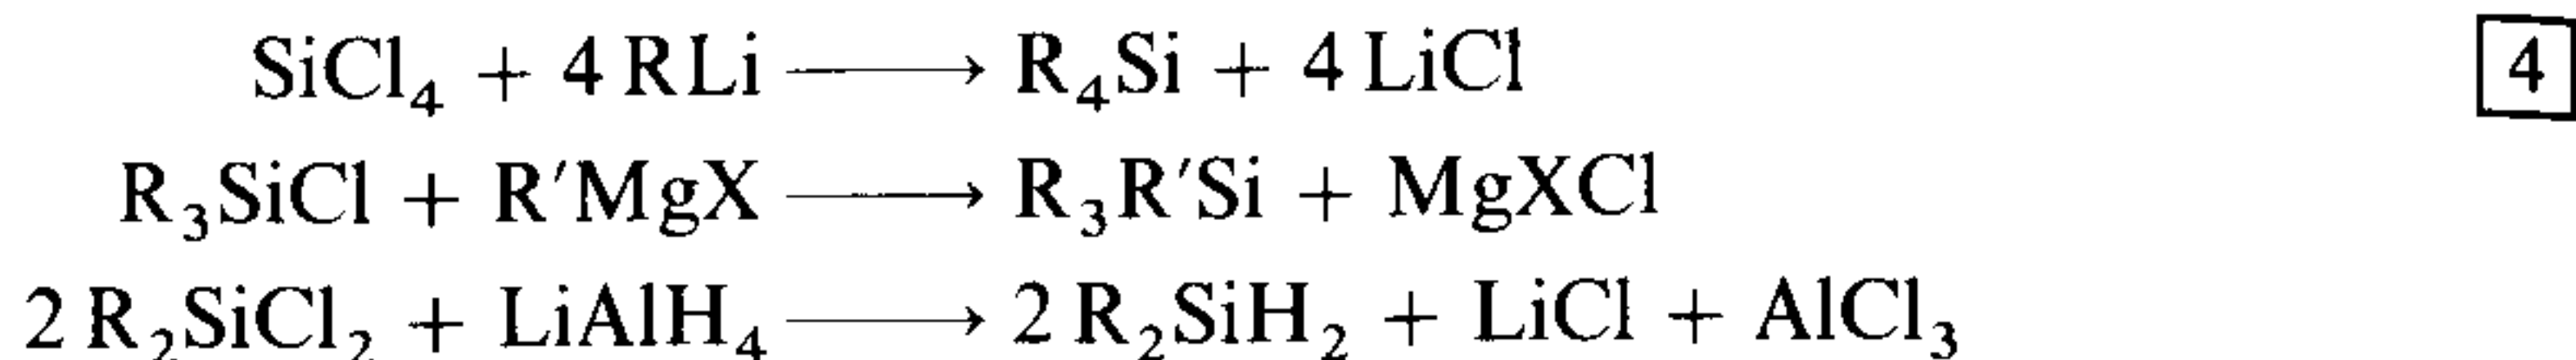 SiCl₄ + 4 RLi ⟶ R₄Si + 4 LiCl 4
R₃SiCl + R′MgX ⟶ R₃R′Si + MgXCl
2 R₂SiCl₂ + LiAlH₄ ⟶ 2 R₂SiH₂ + LiCl + AlCl₃